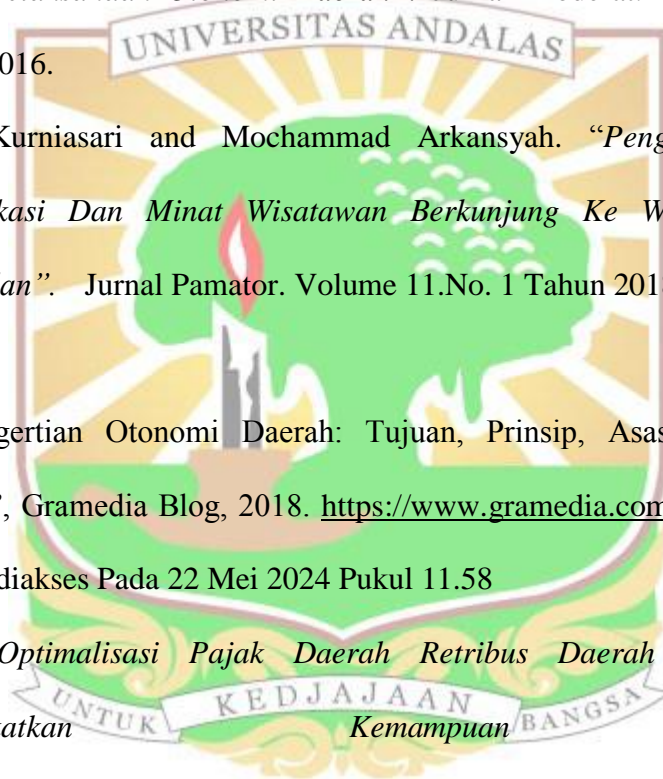 UNIVERSITAS ANDALAS
016.
Kurniasari and Mochammad Arkansyah. “Peng
kasi Dan Minat Wisatawan Berkunjung Ke W
an”. Jurnal Pamator. Volume 11.No. 1 Tahun 201
gertian Otonomi Daerah: Tujuan, Prinsip, Asas
”, Gramedia Blog, 2018. https://www.gramedia.com
diakses Pada 22 Mei 2024 Pukul 11.58
Optimalisasi Pajak Daerah Retribus Daerah
UNTUK KEDJAJAAN BANGSA
atkan Kemampuan